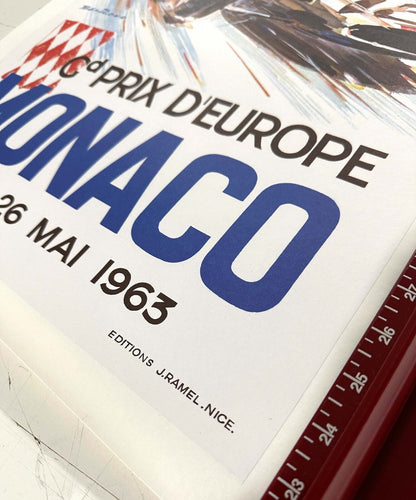 Gd PRIX D'EUROPE
MONACO
26 MAI 1963
EDITIONS J.RAMEL.NICE.
27
26
25
24
23